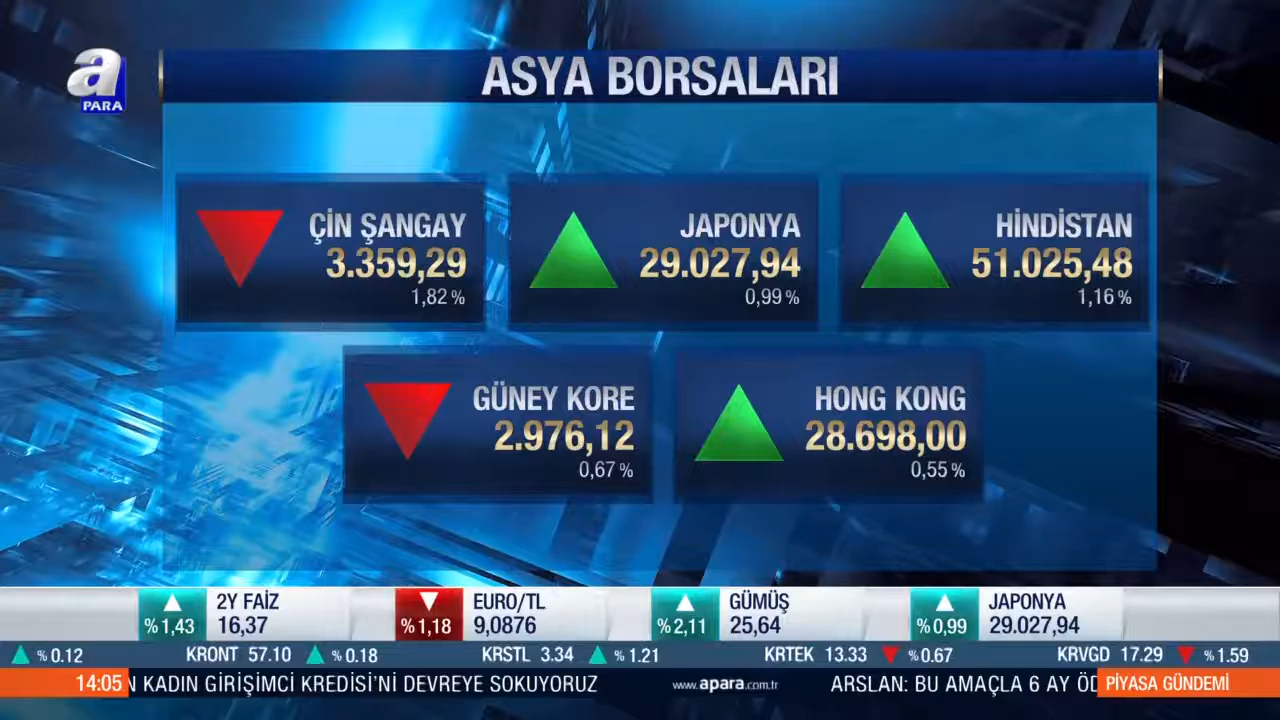 a
PARA
ASYA BORSALARI
ÇİN ŞANGAY
3.359,29
1,82 %
JAPONYA
29.027,94
0,99 %
HİNDİSTAN
51.025,48
1,16 %
GÜNEY KORE
2.976,12
0,67 %
HONG KONG
28.698,00
0,55 %
% 1,43
2Y FAİZ
16,37
% 1,18
EURO/TL
9,0876
% 2,11
GÜMÜŞ
25,64
% 0,99
JAPONYA
29.027,94
% 0.12 KRONT 57.10 % 0.18 KRSTL 3.34 % 1.21 KRTEK 13.33 % 0.67 KRVGD 17.29 % 1.59
14:05 N KADIN GİRİŞİMCİ KREDİSİ'Nİ DEVREYE SOKUYORUZ www.apara.com.tr ARSLAN: BU AMAÇLA 6 AY ÖD PİYASA GÜNDEMİ